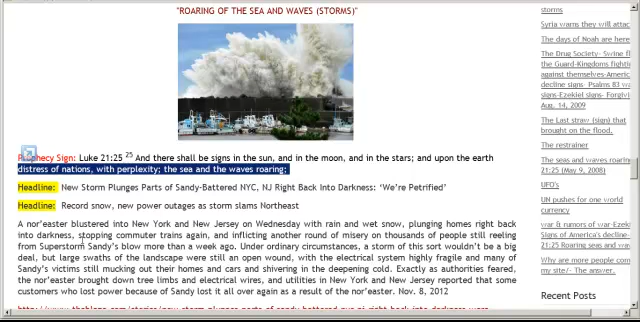 "ROARING OF THE SEA AND WAVES (STORMS)"
Prophecy Sign: Luke 21:25 25 And there shall be signs in the sun, and in the moon, and in the stars; and upon the earth
distress of nations, with perplexity; the sea and the waves roaring;
Headline: New Storm Plunges Parts of Sandy-Battered NYC, NJ Right Back Into Darkness: ‘We’re Petrified’
Headline: Record snow, new power outages as storm slams Northeast
A nor’easter blustered into New York and New Jersey on Wednesday with rain and wet snow, plunging homes right back
into darkness, stopping commuter trains again, and inflicting another round of misery on thousands of people still reeling
from Superstorm Sandy’s blow more than a week ago. Under ordinary circumstances, a storm of this sort wouldn’t be a big
deal, but large swaths of the landscape were still an open wound, with the electrical system highly fragile and many of
Sandy’s victims still mucking out their homes and cars and shivering in the deepening cold. Exactly as authorities feared,
the nor’easter brought down tree limbs and electrical wires, and utilities in New York and New Jersey reported that some
customers who lost power because of Sandy lost it all over again as a result of the nor’easter. Nov. 8, 2012
storms
Syria warns they will attac
The days of Noah are here
The Drug Society- Swine fl
the Guard-Kingdoms fighti
against themselves-Americ
decline signs- Psalms 83 wa
signs-Ezekiel signs- Forgivi
Aug. 14, 2009
The Last straw (sign) that
brought on the flood.
The restrainer
The seas and waves roarin
21:25 (May 9, 2008)
UFO's
UN pushes for one world
currency
war & rumors of war-Ezeki
Signs of America's decline-
21:25 Roaring seas and wa
Why are more people com
my site/- The answer.
Recent Posts